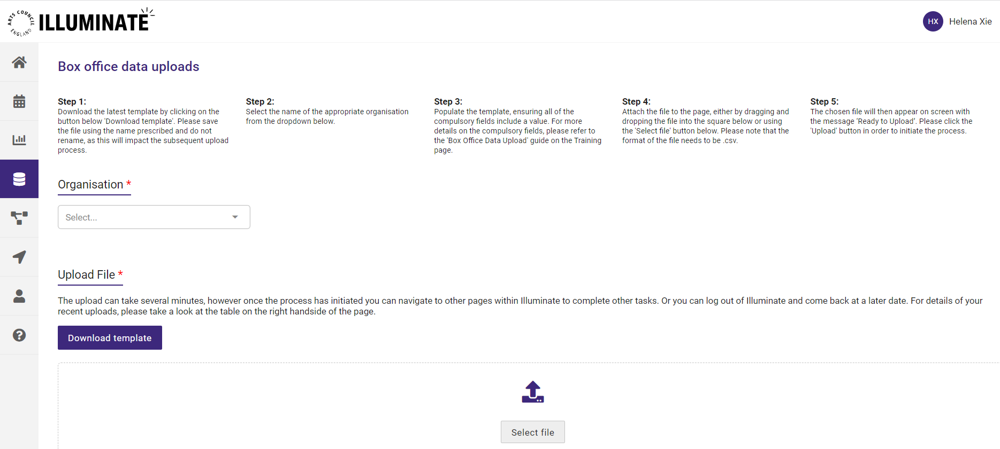 ARTS COUNCIL
ENGLAND
ILLUMINATE
HX
Helena Xie
Box office data uploads
Step 1:
Download the latest template by clicking on the
button below 'Download template'. Please save
the file using the name prescribed and do not
rename, as this will impact the subsequent upload
process.
Step 2:
Select the name of the appropriate organisation
from the dropdown below.
Step 3:
Populate the template, ensuring all of the
compulsory fields include a value. For more
details on the compulsory fields, please refer to
the 'Box Office Data Upload' guide on the Training
page.
Step 4:
Attach the file to the page, either by dragging and
dropping the file into the square below or using
the 'Select file' button below. Please note that the
format of the file needs to be .csv.
Step 5:
The chosen file will then appear on screen with
the message ‘Ready to Upload’. Please click the
'Upload' button in order to initiate the process.
Organisation *
Select...
Upload File *
The upload can take several minutes, however once the process has initiated you can navigate to other pages within Illuminate to complete other tasks. Or you can log out of Illuminate and come back at a later date. For details of your
recent uploads, please take a look at the table on the right handside of the page.
Download template
Select file